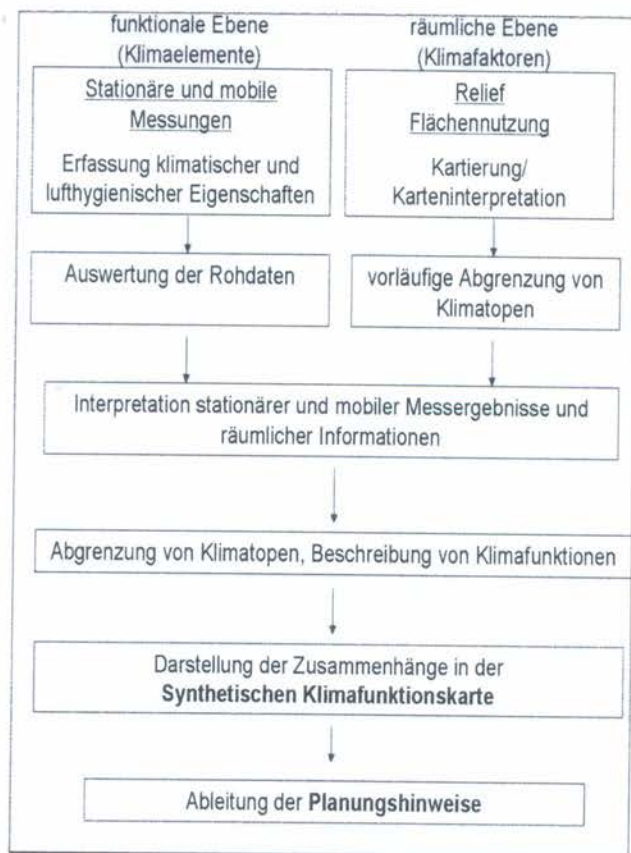 funktionale Ebene
(Klimaelemente)
räumliche Ebene
(Klimafaktoren)
Stationäre und mobile
Messungen
Erfassung klimatischer und
lufthygienischer Eigenschaften
Relief
Flächennutzung
Kartierung/
Karteninterpretation
Auswertung der Rohdaten
vorläufige Abgrenzung von
Klimatopen
Interpretation stationärer und mobiler Messergebnisse und
räumlicher Informationen
Abgrenzung von Klimatopen, Beschreibung von Klimafunktionen
Darstellung der Zusammenhänge in der
Synthetischen Klimafunktionskarte
Ableitung der Planungshinweise